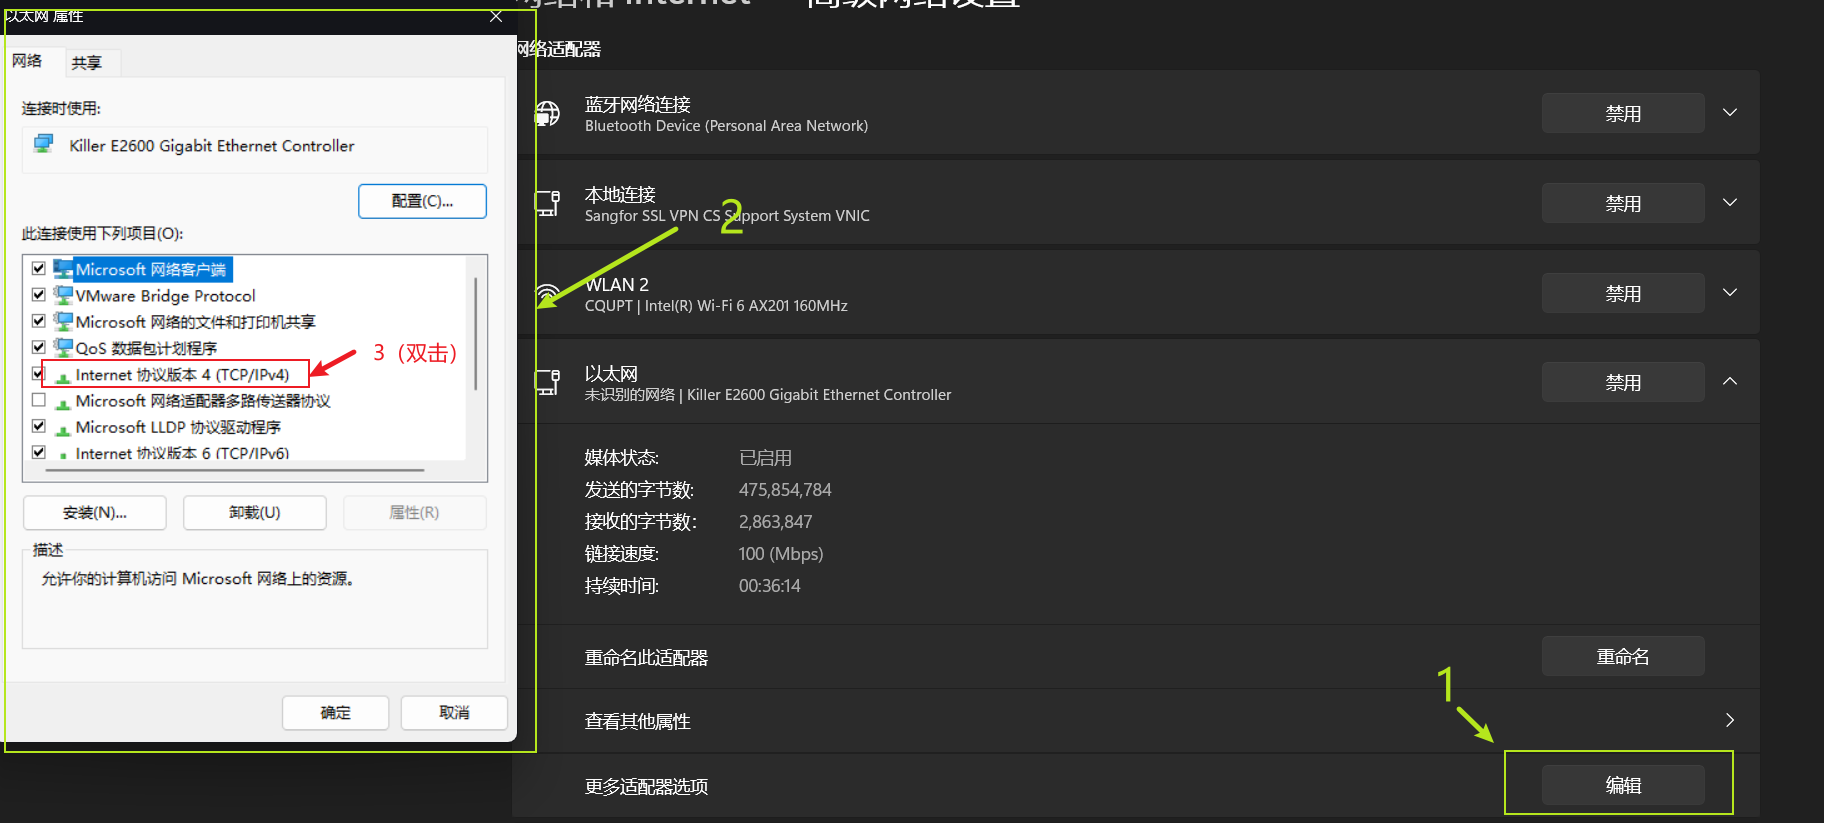 以太网 属性
网络
共享
连接时使用:
Killer E2600 Gigabit Ethernet Controller
配置(C)...
此连接使用下列项目(O):
Microsoft 网络客户端
VMware Bridge Protocol
Microsoft 网络的文件和打印机共享
QoS 数据包计划程序
Internet 协议版本 4 (TCP/IPv4)
Microsoft 网络适配器多路传送器协议
Microsoft LLDP 协议驱动程序
Internet 协议版本 6 (TCP/IPv6)
3（双击）
安装(N)...
卸载(U)
属性(R)
描述
允许你的计算机访问 Microsoft 网络上的资源。
确定
取消
网络和 Internet
高级网络设置
网络适配器
蓝牙网络连接
Bluetooth Device (Personal Area Network)
禁用
本地连接
Sangfor SSL VPN CS Support System VNIC
禁用
2
WLAN 2
CQUPT | Intel(R) Wi-Fi 6 AX201 160MHz
禁用
以太网
未识别的网络 | Killer E2600 Gigabit Ethernet Controller
禁用
媒体状态: 已启用
发送的字节数: 475,854,784
接收的字节数: 2,863,847
链接速度: 100 (Mbps)
持续时间: 00:36:14
重命名此适配器
重命名
查看其他属性
1
更多适配器选项
编辑